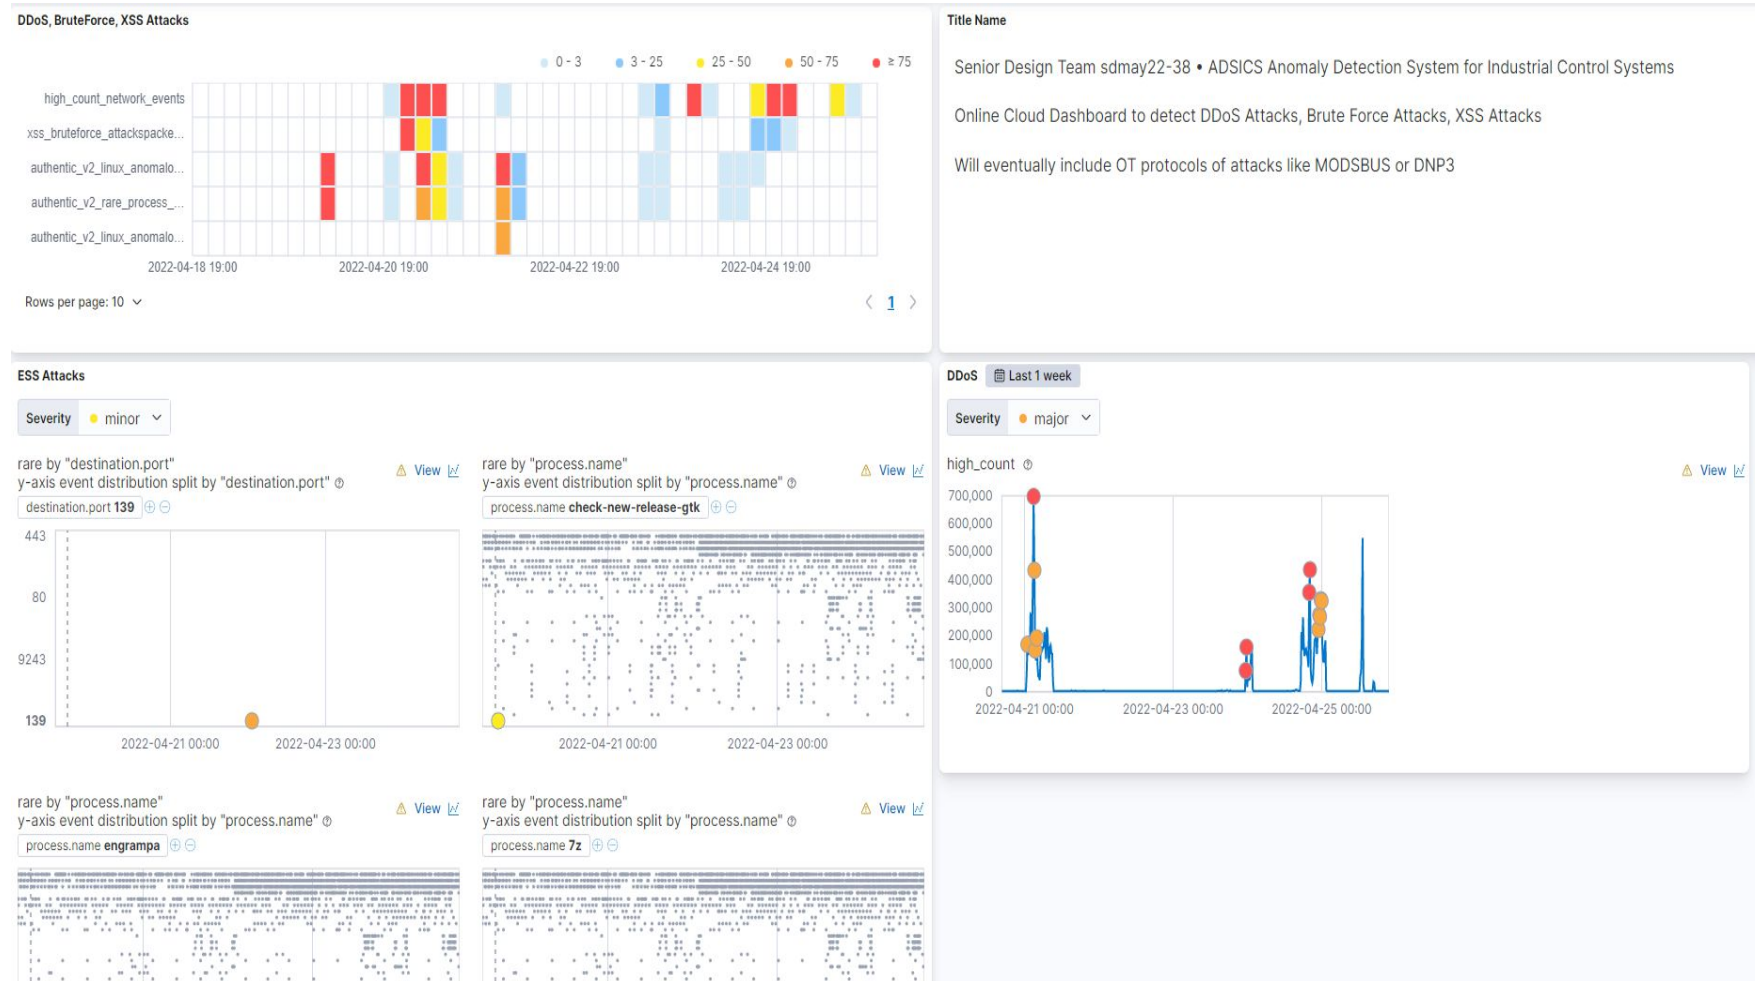 DDoS, BruteForce, XSS Attacks
0 - 3
3 - 25
25 - 50
50 - 75
≥ 75
high_count_network_events
xss_bruteforce_attackspacke...
authentic_v2_linux_anomalo...
authentic_v2_rare_process_...
authentic_v2_linux_anomalo...
2022-04-18 19:00
2022-04-20 19:00
2022-04-22 19:00
2022-04-24 19:00
Rows per page: 10
1
Title Name
Senior Design Team sdmay22-38 • ADSICS Anomaly Detection System for Industrial Control Systems
Online Cloud Dashboard to detect DDoS Attacks, Brute Force Attacks, XSS Attacks
Will eventually include OT protocols of attacks like MODSBUS or DNP3
ESS Attacks
Severity minor
rare by "destination.port"
y-axis event distribution split by "destination.port"
View
destination.port 139
443
80
9243
139
2022-04-21 00:00
2022-04-23 00:00
rare by "process.name"
y-axis event distribution split by "process.name"
View
process.name check-new-release-gtk
2022-04-21 00:00
2022-04-23 00:00
rare by "process.name"
y-axis event distribution split by "process.name"
View
process.name engrampa
rare by "process.name"
y-axis event distribution split by "process.name"
View
process.name 7z
DDoS
Last 1 week
Severity major
high_count
View
700,000
600,000
500,000
400,000
300,000
200,000
100,000
0
2022-04-21 00:00
2022-04-23 00:00
2022-04-25 00:00